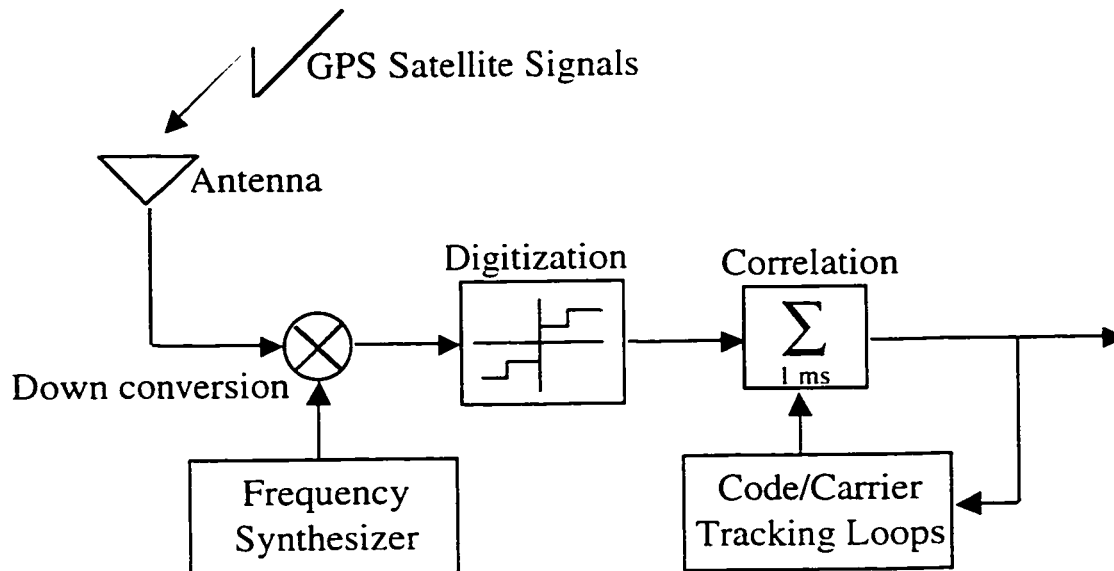 GPS Satellite Signals
Antenna
Digitization
Correlation
Σ
1 ms
Down conversion
Frequency
Synthesizer
Code/Carrier
Tracking Loops